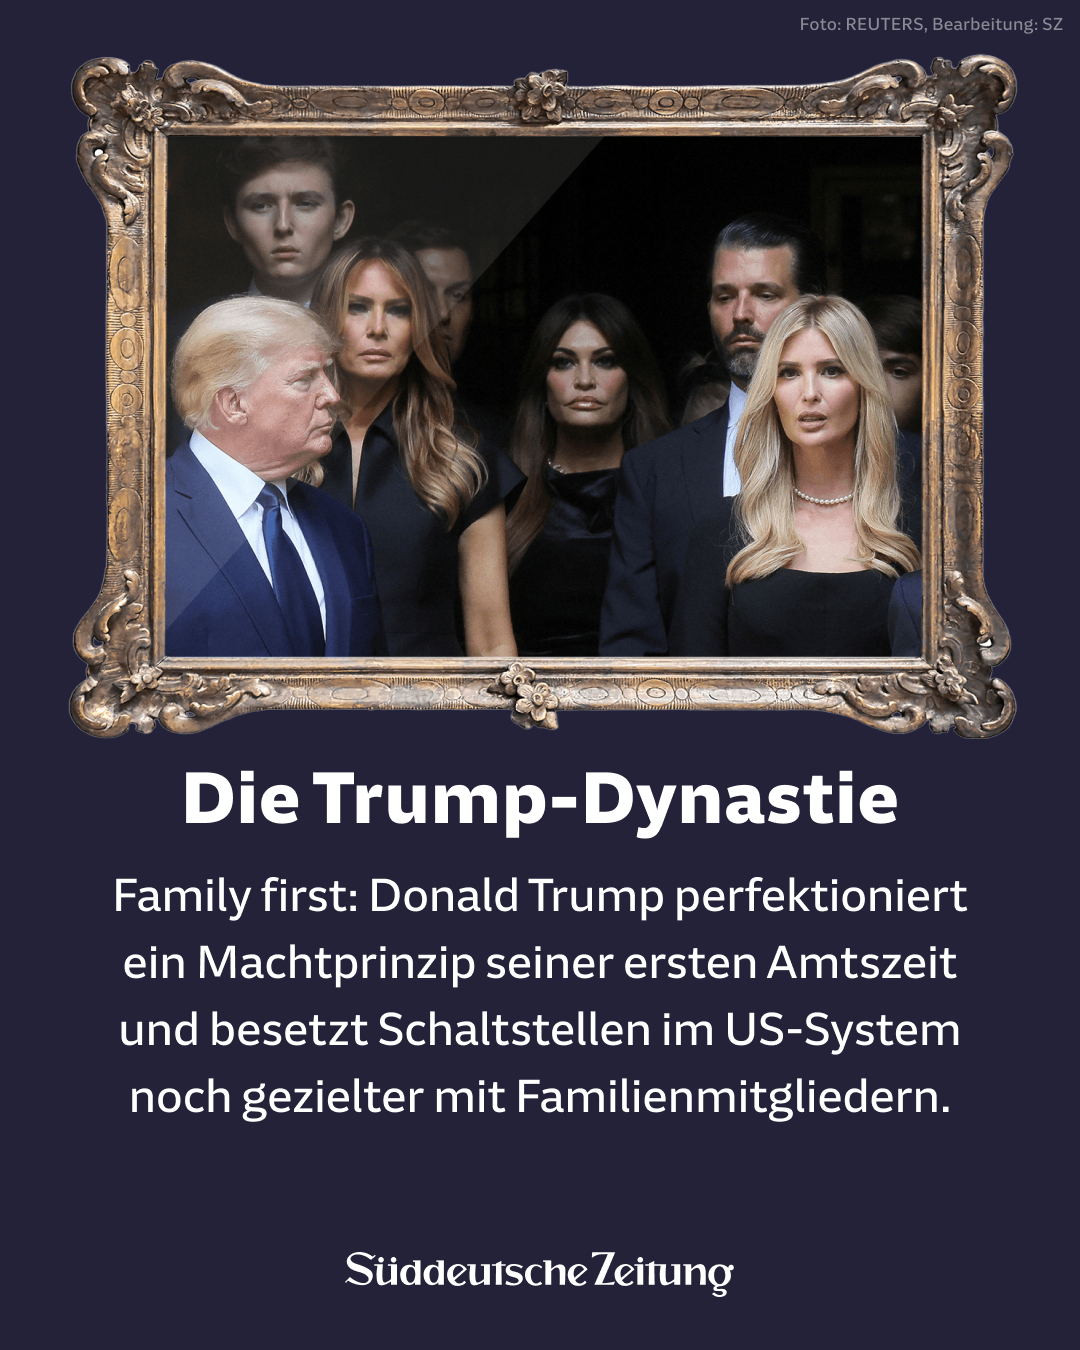 Foto: REUTERS, Bearbeitung: SZ
Die Trump-Dynastie
Family first: Donald Trump perfektioniert
ein Machtprinzip seiner ersten Amtszeit
und besetzt Schaltstellen im US-System
noch gezielter mit Familienmitgliedern.
Süddeutsche Zeitung